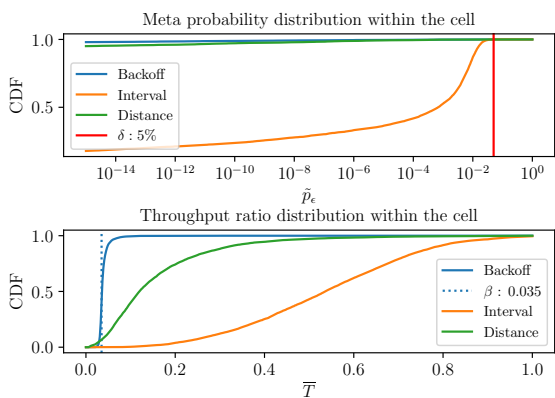 Meta probability distribution within the cell
CDF
1.0
0.5
Backoff
Interval
Distance
δ : 5%
10⁻¹⁴ 10⁻¹² 10⁻¹⁰ 10⁻⁸ 10⁻⁶ 10⁻⁴ 10⁻² 10⁰
p̃ϵ
Throughput ratio distribution within the cell
CDF
1.0
0.5
0.0
Backoff
β : 0.035
Interval
Distance
0.0 0.2 0.4 0.6 0.8 1.0
T̅